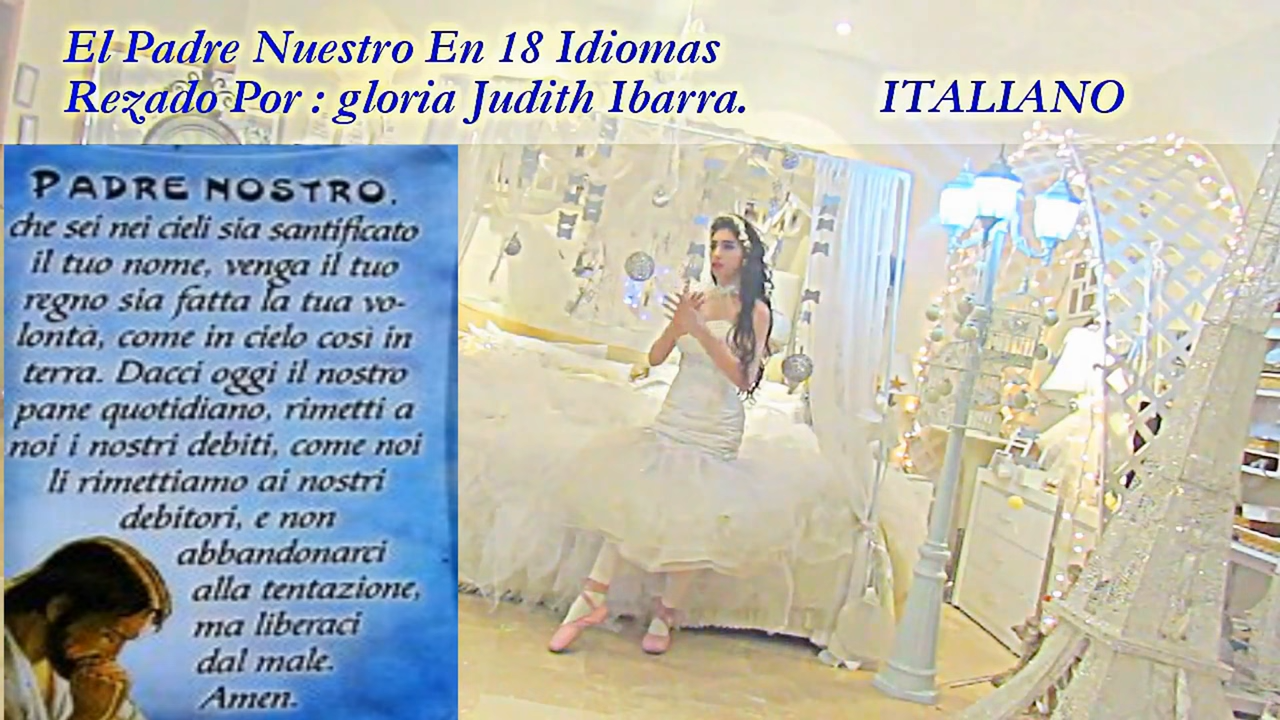 El Padre Nuestro En 18 Idiomas
Rezado Por : gloria Judith Ibarra.
ITALIANO
PADRE NOSTRO.
che sei nei cieli sia santificato
il tuo nome, venga il tuo
regno sia fatta la tua vo-
lontà, come in cielo così in
terra. Dacci oggi il nostro
pane quotidiano, rimetti a
noi i nostri debiti, come noi
li rimettiamo ai nostri
debitori, e non
abbandonarci
alla tentazione,
ma liberaci
dal male.
Amen.